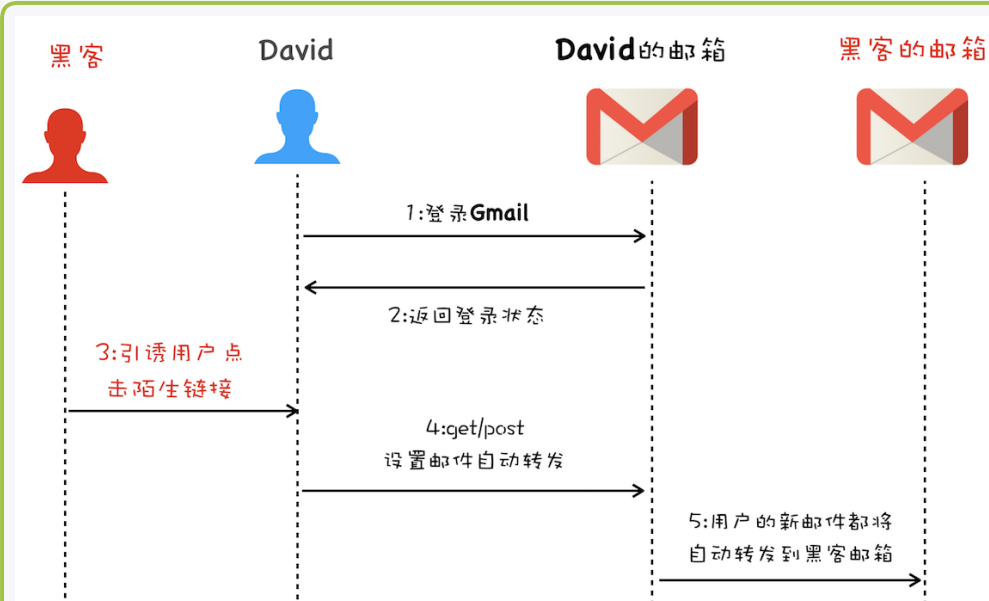 黑客
David
David的邮箱
黑客的邮箱
1:登录Gmail
2:返回登录状态
3:引诱用户点
击陌生链接
4:get/post
设置邮件自动转发
5:用户的新邮件都将
自动转发到黑客邮箱